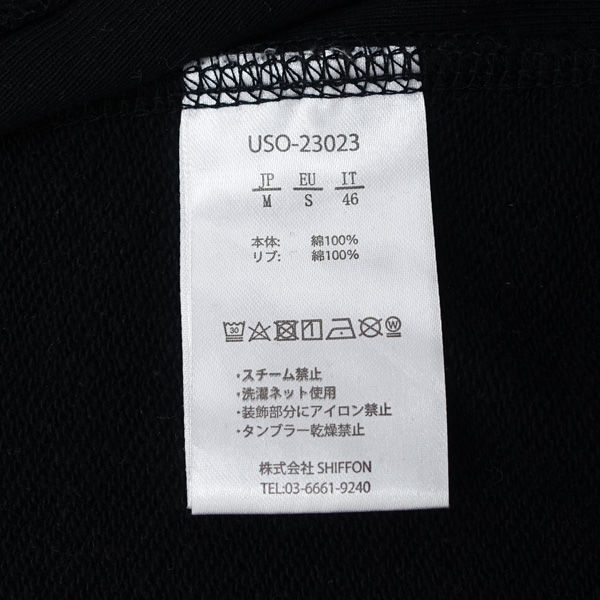 USO-23023
JP EU IT
M S 46
本体: 綿100%
リブ: 綿100%
30 W
・スチーム禁止
・洗濯ネット使用
・装飾部分にアイロン禁止
・タンブラー乾燥禁止
株式会社 SHIFFON
TEL:03-6661-9240